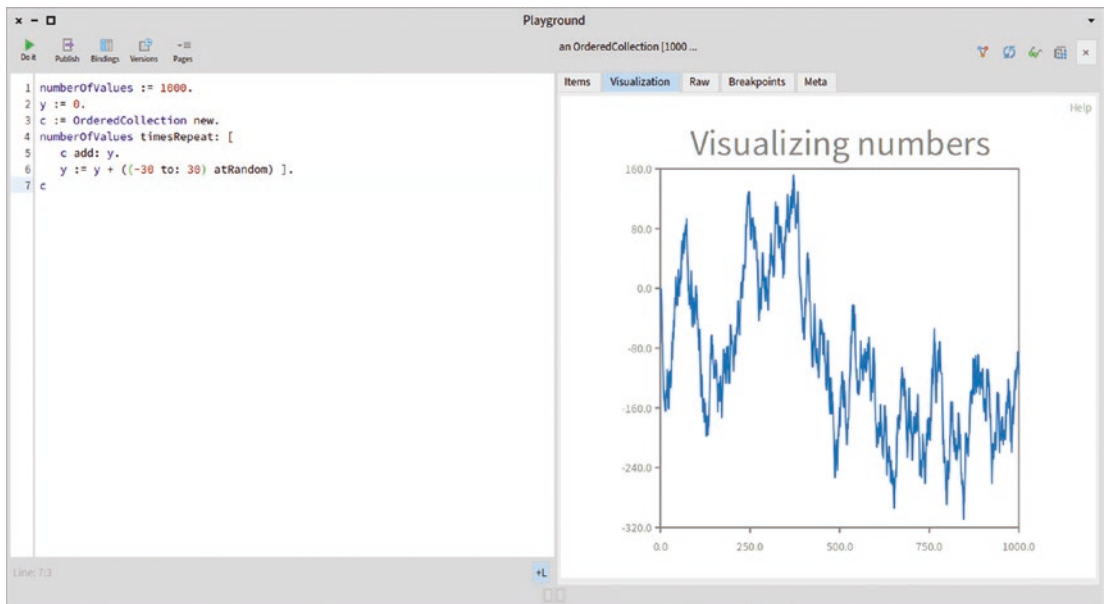 Playground
Do it
Publish
Bindings
Versions
Pages
1 numberOfValues := 1000.
2 y := 0.
3 c := OrderedCollection new.
4 numberOfValues timesRepeat: [
5 c add: y.
6 y := y + ((-30 to: 30) atRandom) ].
7 c
Line: 7:3
+L
an OrderedCollection [1000 ...
Items Visualization Raw Breakpoints Meta
Help
Visualizing numbers
160.0
80.0
0.0
-80.0
-160.0
-240.0
-320.0
0.0 250.0 500.0 750.0 1000.0